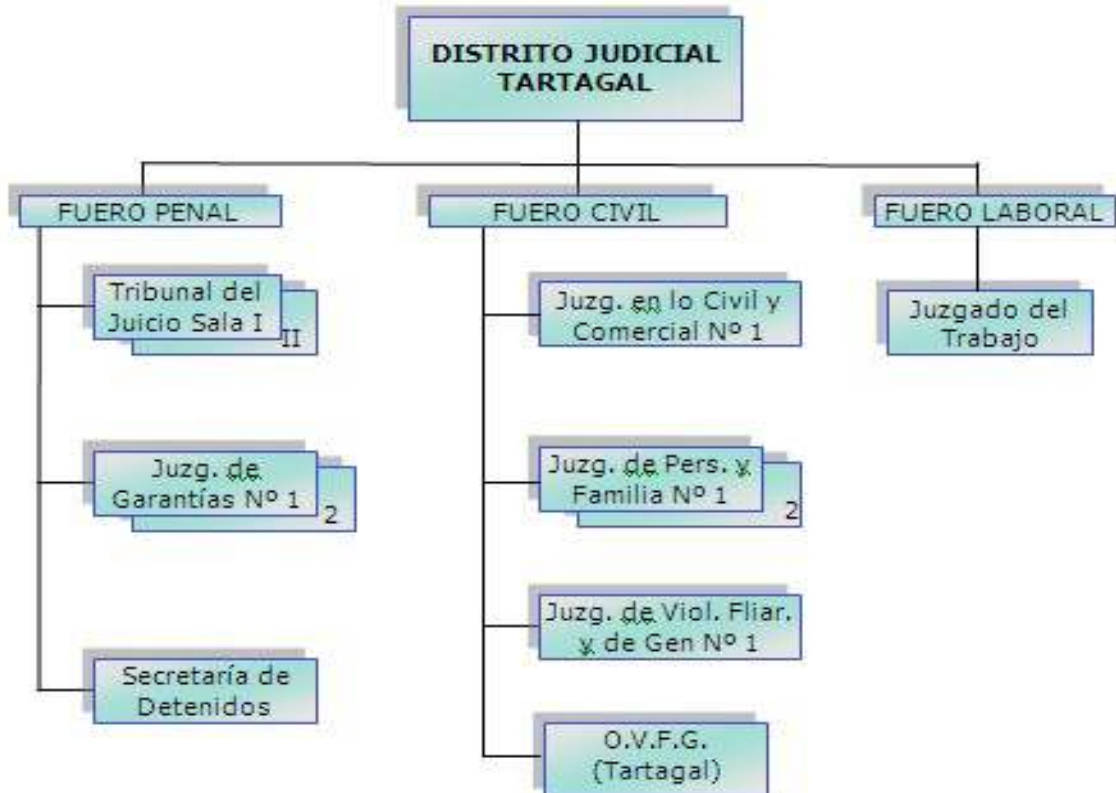 DISTRITO JUDICIAL
TARTAGAL
FUERO PENAL
Tribunal del
Juicio Sala I
II
Juzg. de
Garantías Nº 1
2
Secretaría de
Detenidos
FUERO CIVIL
Juzg. en lo Civil y
Comercial Nº 1
Juzg. de Pers. y
Familia Nº 1
2
Juzg. de Viol. Fliar.
y de Gen Nº 1
O.V.F.G.
(Tartagal)
FUERO LABORAL
Juzgado del
Trabajo